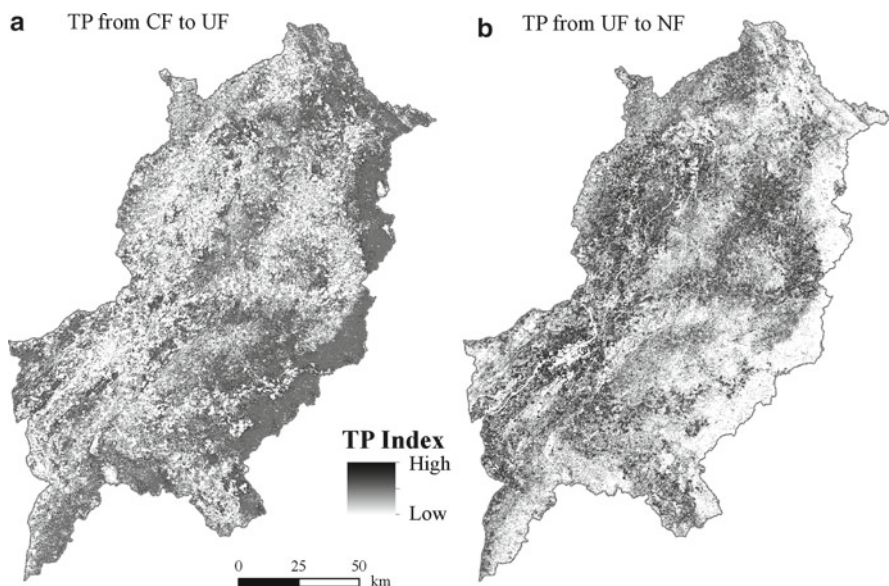 a TP from CF to UF
b TP from UF to NF
TP Index
High
Low
0 25 50
km